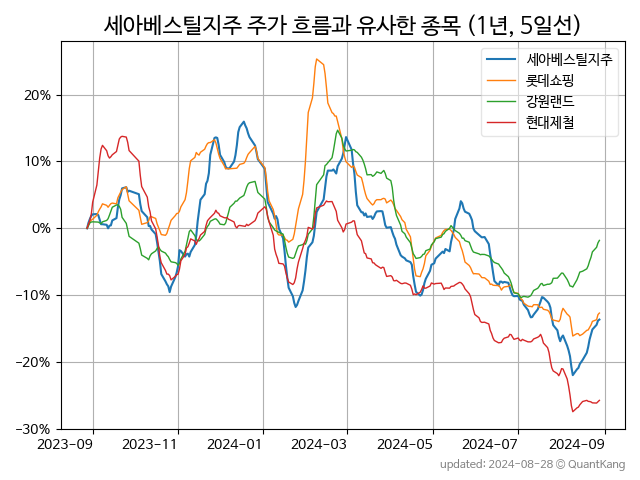 세아베스틸지주 주가 흐름과 유사한 종목 (1년, 5일선)
세아베스틸지주
롯데쇼핑
강원랜드
현대제철
20%
10%
0%
−10%
−20%
−30%
2023-09 2023-11 2024-01 2024-03 2024-05 2024-07 2024-09
updated: 2024-08-28 © QuantKang